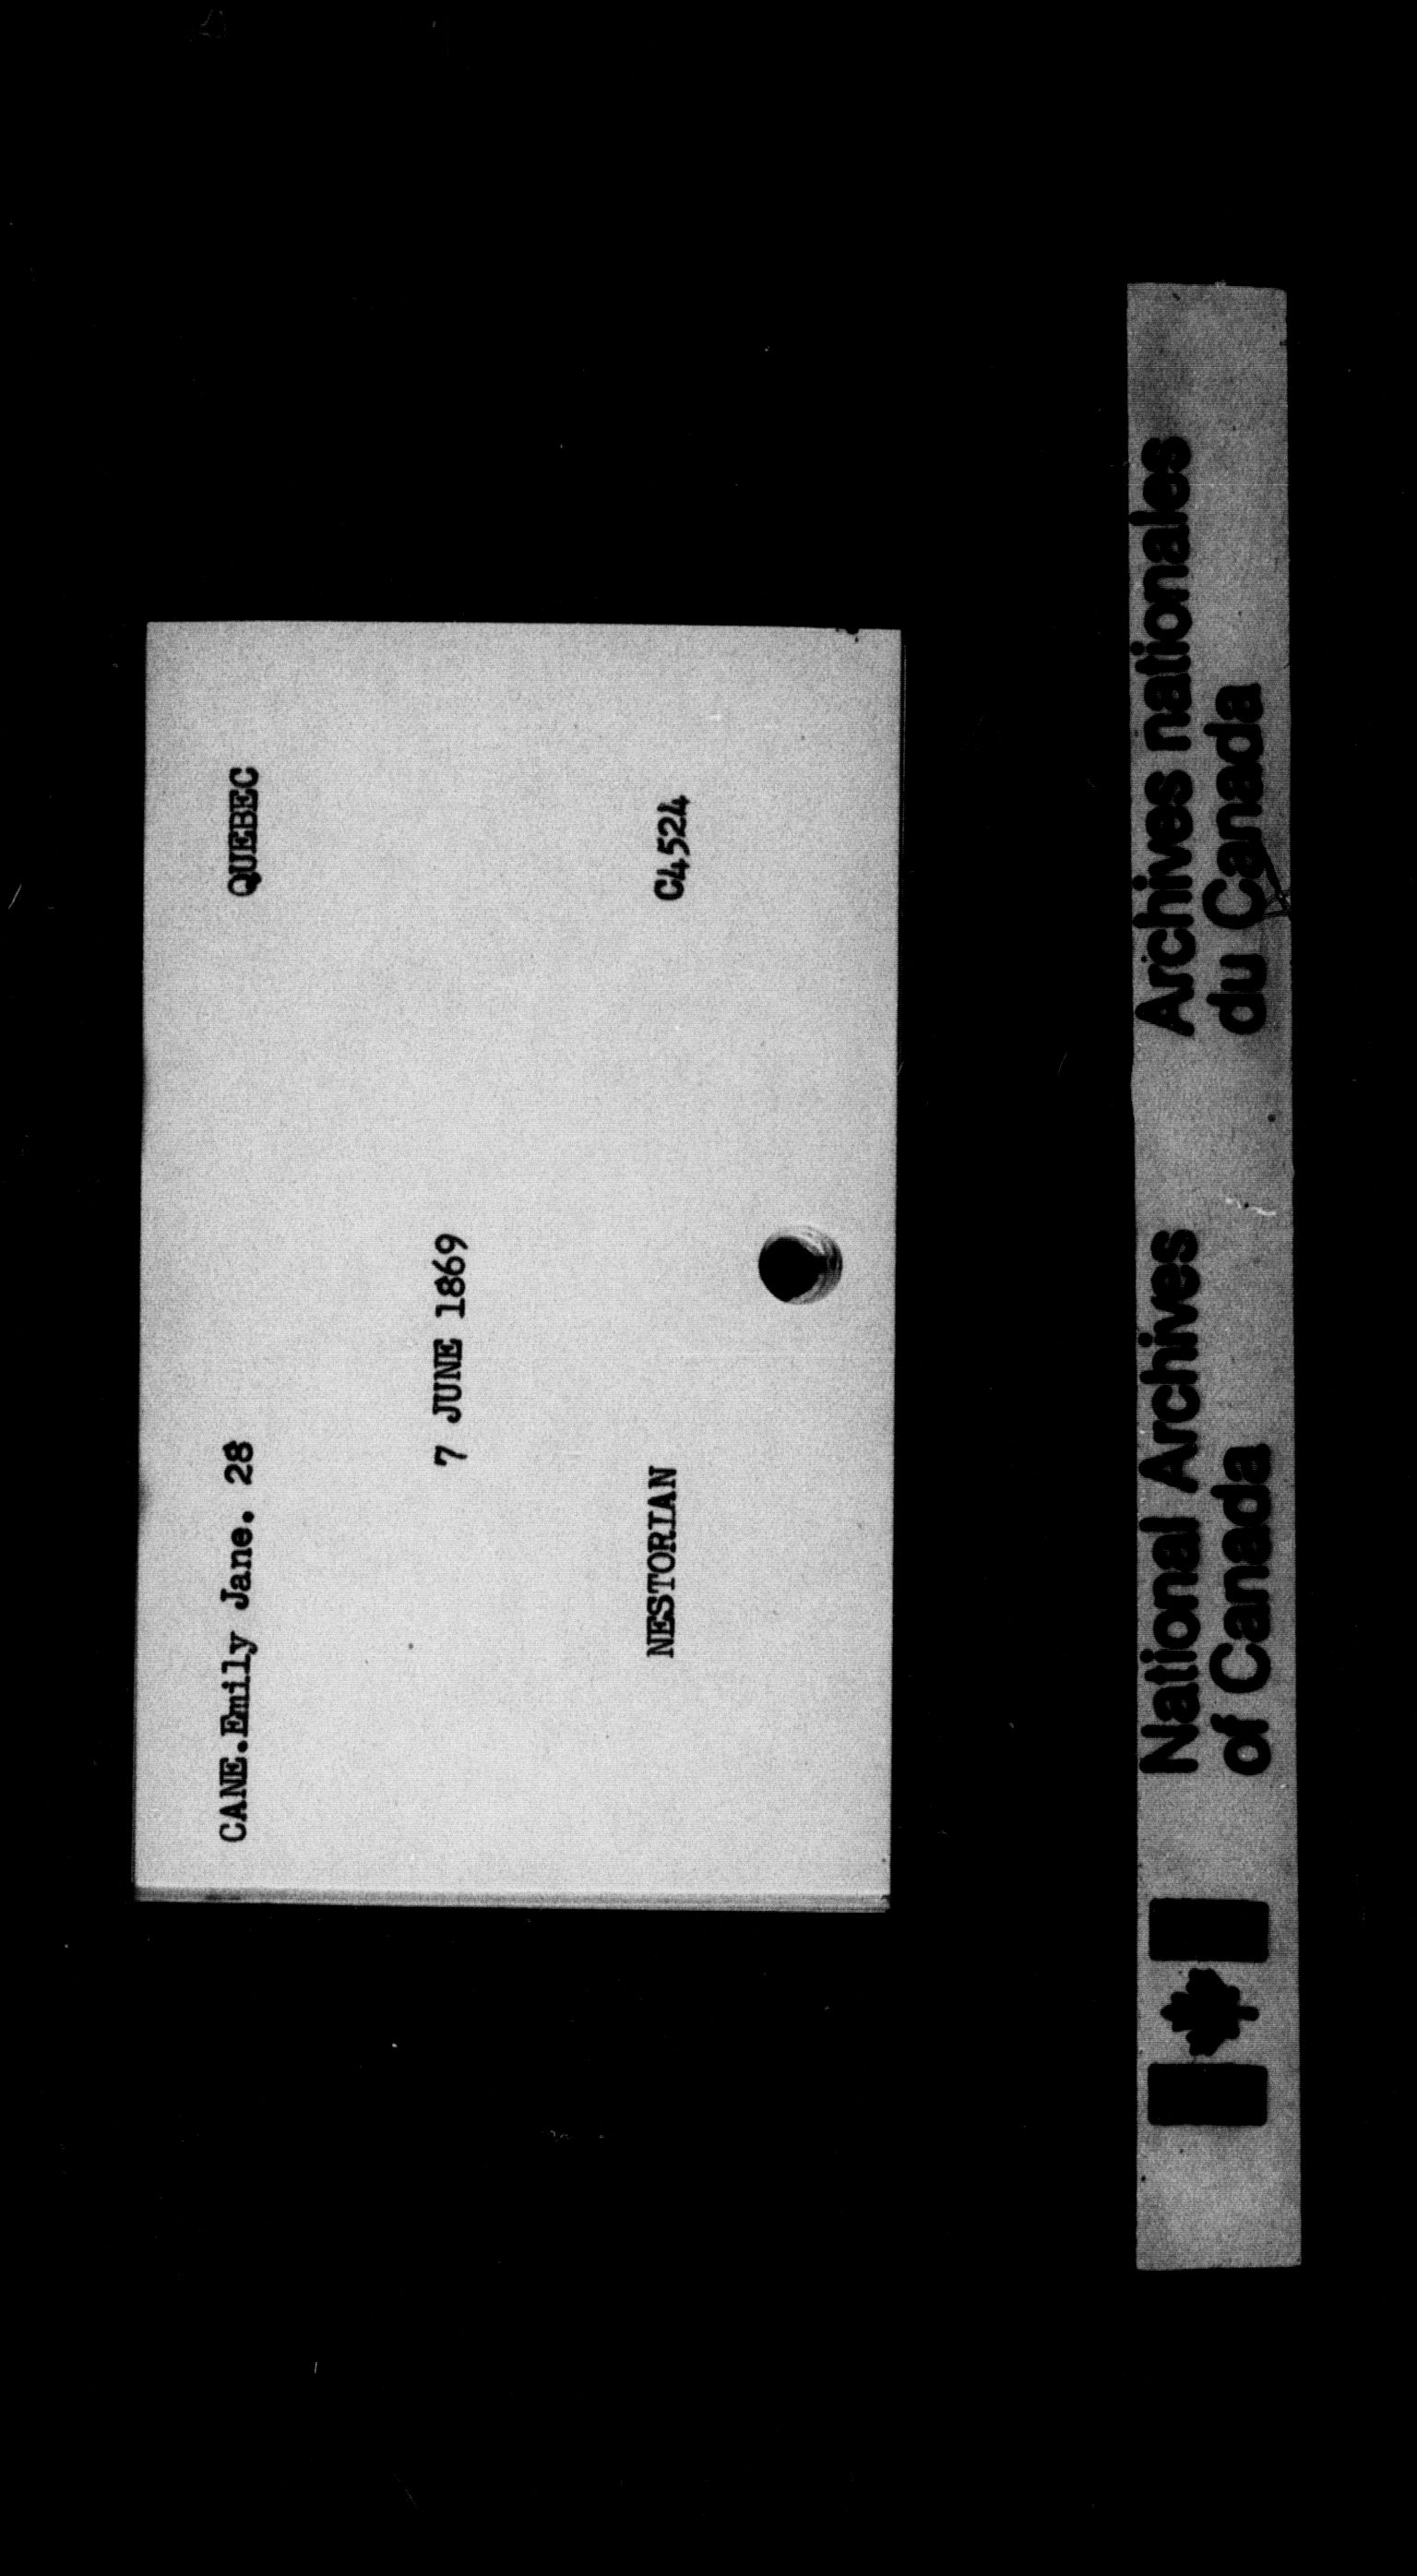 CANE.Emily Jane. 28 QUEBEC
7 JUNE 1869
NESTORIAN C4524
National Archives Archives nationales
of Canada du Canada